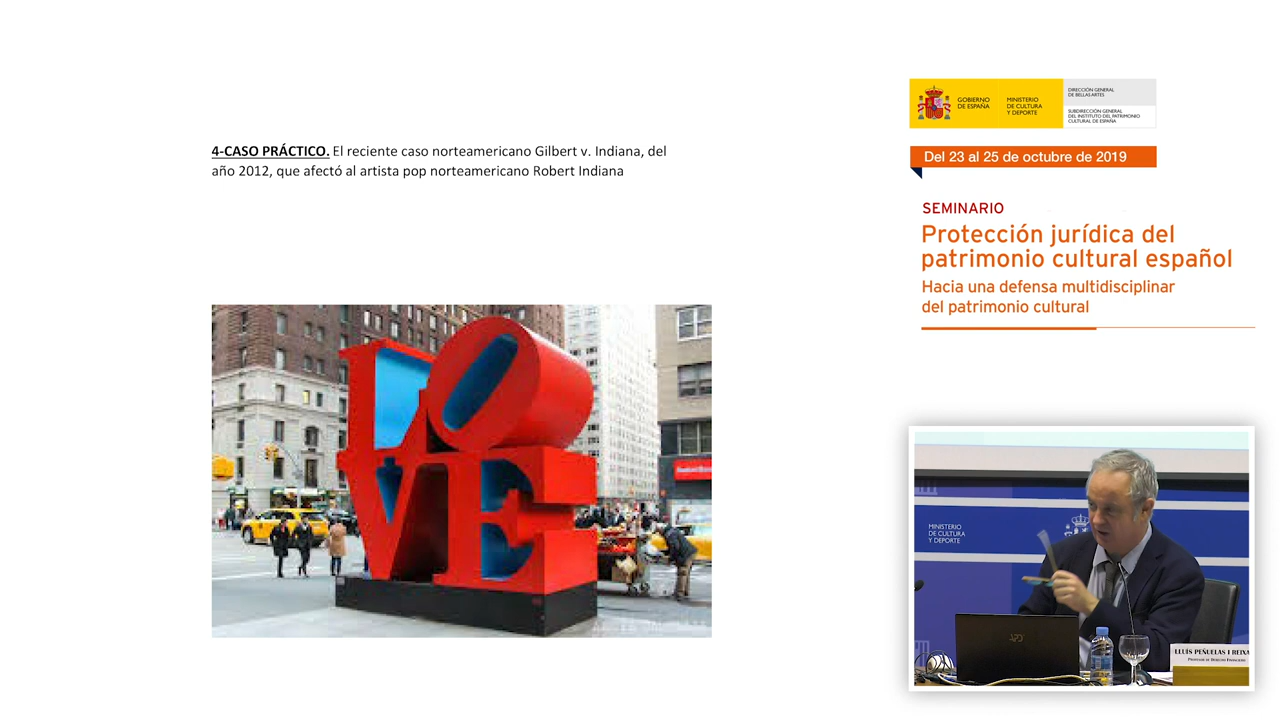 4-CASO PRÁCTICO. El reciente caso norteamericano Gilbert v. Indiana, del
año 2012, que afectó al artista pop norteamericano Robert Indiana
LO
VE
GOBIERNO
DE ESPAÑA
MINISTERIO
DE CULTURA
Y DEPORTE
DIRECCIÓN GENERAL
DE BELLAS ARTES
SUBDIRECCIÓN GENERAL
DEL INSTITUTO DEL PATRIMONIO
CULTURAL DE ESPAÑA
Del 23 al 25 de octubre de 2019
SEMINARIO
Protección jurídica del
patrimonio cultural español
Hacia una defensa multidisciplinar
del patrimonio cultural
MINISTERIO
DE CULTURA
Y DEPORTE
LLUÍS PEÑUELAS I REIXA